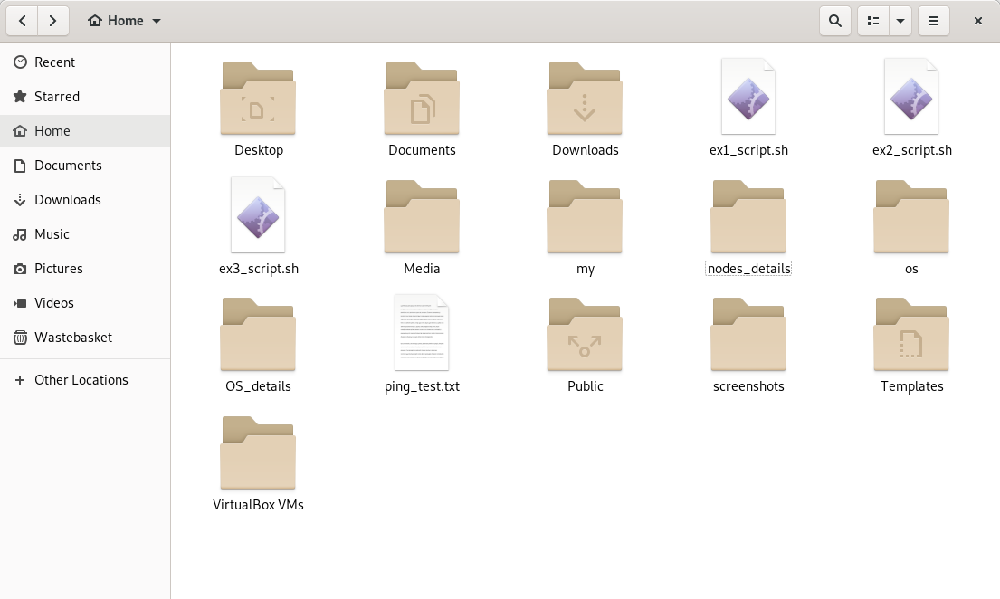 Home
Recent
Starred
Home
Documents
Downloads
Music
Pictures
Videos
Wastebasket
Other Locations
Desktop
Documents
Downloads
ex1_script.sh
ex2_script.sh
ex3_script.sh
Media
my
nodes_details
os
OS_details
ping_test.txt
Public
screenshots
Templates
VirtualBox VMs